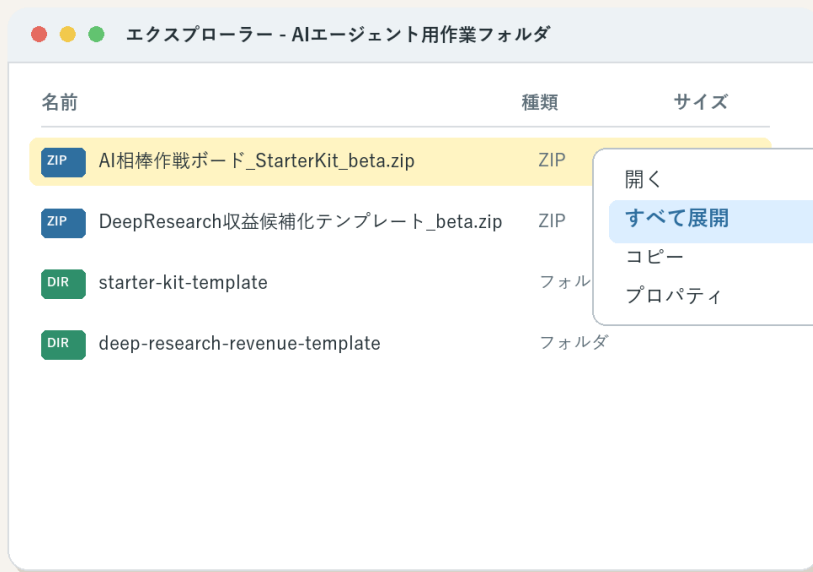 エクスプローラー - AIエージェント用作業フォルダ
名前 種類 サイズ
ZIP AI相棒作戦ボード_StarterKit_beta.zip ZIP
ZIP DeepResearch収益候補化テンプレート_beta.zip ZIP
DIR starter-kit-template フォル
DIR deep-research-revenue-template フォルダ
開く
すべて展開
コピー
プロパティ